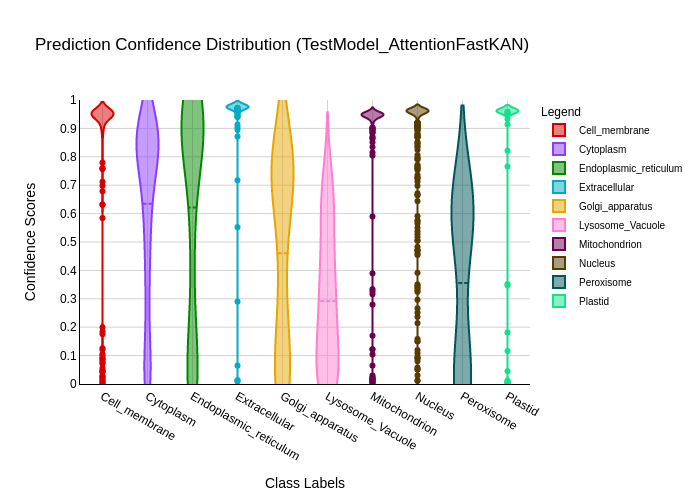 Prediction Confidence Distribution (TestModel_AttentionFastKAN)
Confidence Scores
1
0.9
0.8
0.7
0.6
0.5
0.4
0.3
0.2
0.1
0
Cell_membrane
Cytoplasm
Endoplasmic_reticulum
Extracellular
Golgi_apparatus
Lysosome_Vacuole
Mitochondrion
Nucleus
Peroxisome
Plastid
Class Labels
Legend
Cell_membrane
Cytoplasm
Endoplasmic_reticulum
Extracellular
Golgi_apparatus
Lysosome_Vacuole
Mitochondrion
Nucleus
Peroxisome
Plastid